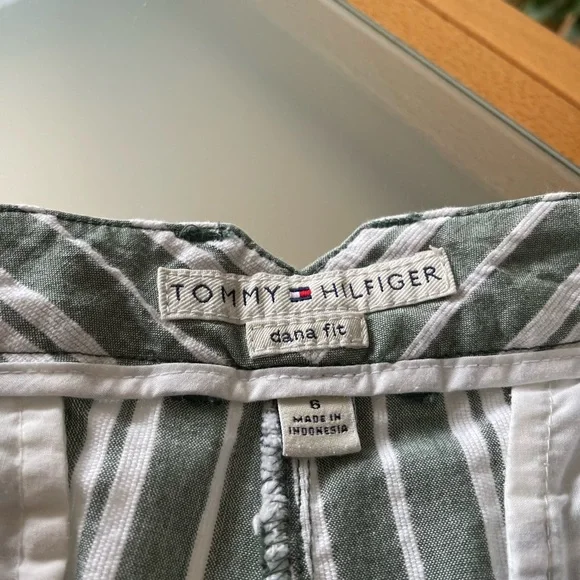 TOMMY HILFIGER
dana fit
6
MADE IN
INDONESIA